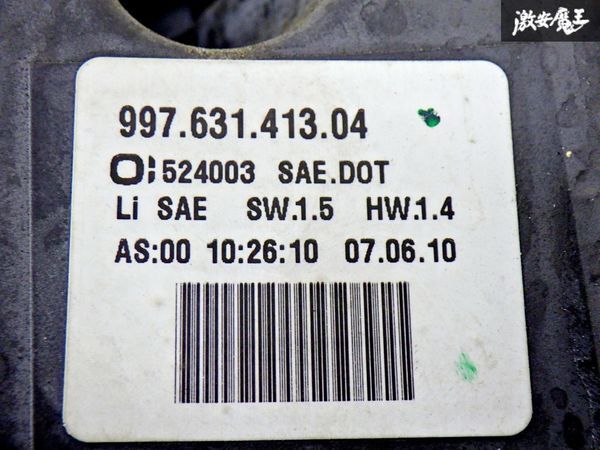 激安魔王
997.631.413.04
524003 SAE.DOT
Li SAE SW.1.5 HW.1.4
AS:00 10:26:10 07.06.10